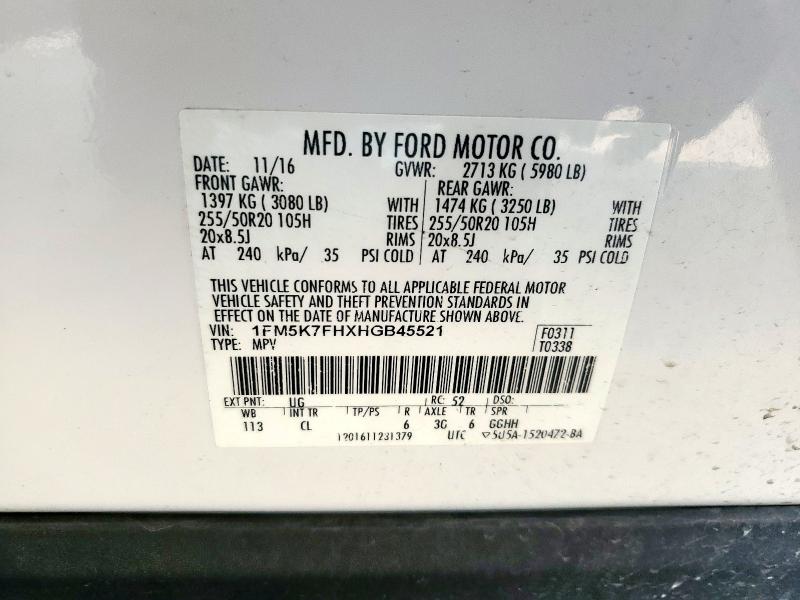 MFD. BY FORD MOTOR CO.
DATE: 11/16 GVWR: 2713 KG ( 5980 LB)
FRONT GAWR: REAR GAWR:
1397 KG ( 3080 LB) WITH 1474 KG ( 3250 LB) WITH
255/50R20 105H TIRES 255/50R20 105H TIRES
20x8.5J RIMS 20x8.5J RIMS
AT 240 kPa/ 35 PSI COLD AT 240 kPa/ 35 PSI COLD
THIS VEHICLE CONFORMS TO ALL APPLICABLE FEDERAL MOTOR
VEHICLE SAFETY AND THEFT PREVENTION STANDARDS IN
EFFECT ON THE DATE OF MANUFACTURE SHOWN ABOVE.
VIN: 1FM5K7FHXHGB45521 F0311
TYPE: MPV T0338
EXT PNT: UG RC: 52 DSO:
WB INT TR TP/PS R AXLE TR SPR
113 CL 6 3G 6 GGHH
1201611231379 UTC ▽5U5A-1520472-BA